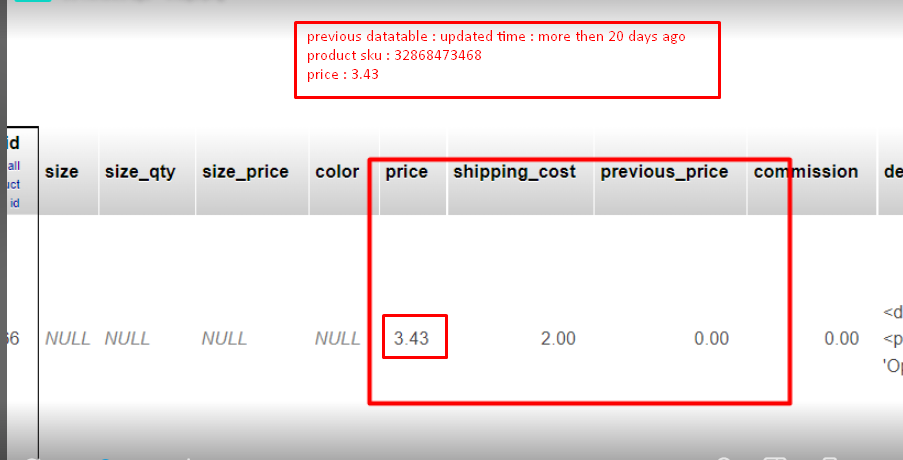 previous datatable : updated time : more then 20 days ago
product sku : 32868473468
price : 3.43
id size size_qty size_price color price shipping_cost previous_price commission de
all
uct
id
<d
66 NULL NULL NULL NULL 3.43 2.00 0.00 0.00 <p
'Op